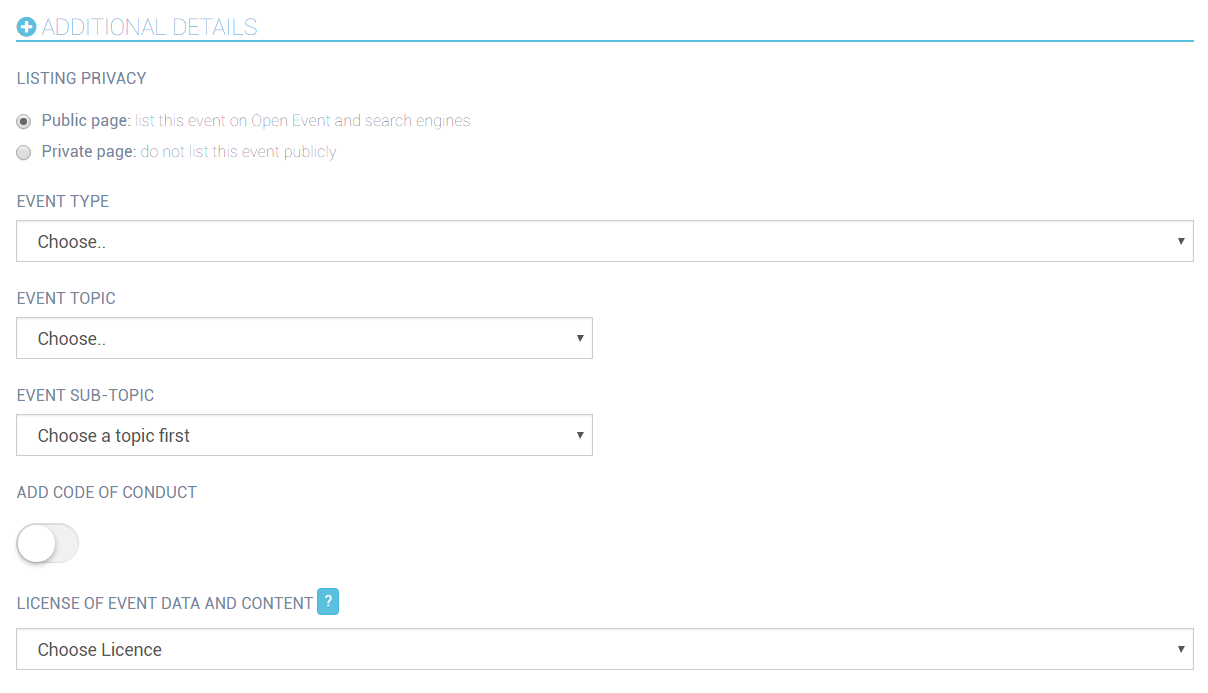 ADDITIONAL DETAILS
LISTING PRIVACY
Public page: list this event on Open Event and search engines
Private page: do not list this event publicly
EVENT TYPE
Choose..
EVENT TOPIC
Choose..
EVENT SUB-TOPIC
Choose a topic first
ADD CODE OF CONDUCT
LICENSE OF EVENT DATA AND CONTENT ?
Choose Licence